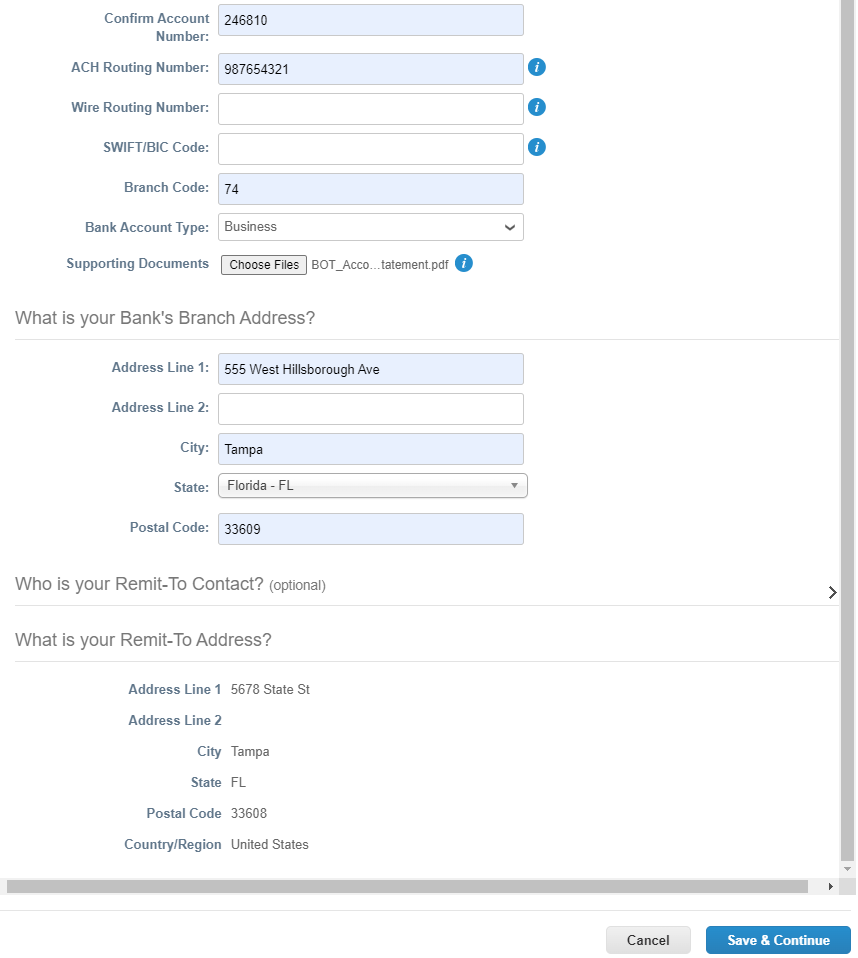 Confirm Account
Number:
246810
ACH Routing Number:
987654321
i
Wire Routing Number:
i
SWIFT/BIC Code:
i
Branch Code:
74
Bank Account Type:
Business
Supporting Documents
Choose Files
BOT_Acco...tatement.pdf
i
What is your Bank's Branch Address?
Address Line 1:
555 West Hillsborough Ave
Address Line 2:
City:
Tampa
State:
Florida - FL
Postal Code:
33609
Who is your Remit-To Contact? (optional)
What is your Remit-To Address?
Address Line 1 5678 State St
Address Line 2
City Tampa
State FL
Postal Code 33608
Country/Region United States
Cancel
Save & Continue